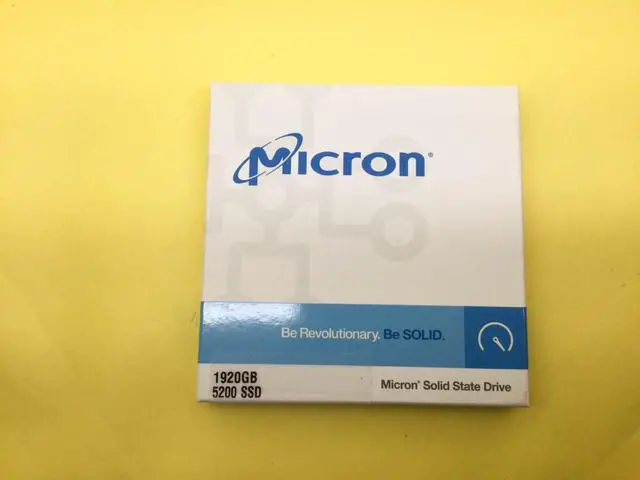 Micron®
Be Revolutionary. Be SOLID.
1920GB
5200 SSD
Micron® Solid State Drive